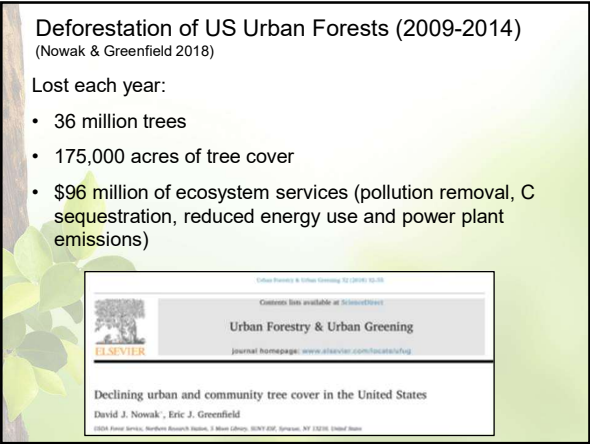 Deforestation of US Urban Forests (2009-2014)
(Nowak & Greenfield 2018)
Lost each year:
• 36 million trees
• 175,000 acres of tree cover
• $96 million of ecosystem services (pollution removal, C
sequestration, reduced energy use and power plant
emissions)
Urban Forestry & Urban Greening 32 (2018) 32–55
Contents lists available at ScienceDirect
Urban Forestry & Urban Greening
ELSEVIER
journal homepage: www.elsevier.com/locate/ufug
Declining urban and community tree cover in the United States
David J. Nowak*, Eric J. Greenfield
USDA Forest Service, Northern Research Station, 5 Moon Library, SUNY-ESF, Syracuse, NY 13210, United States